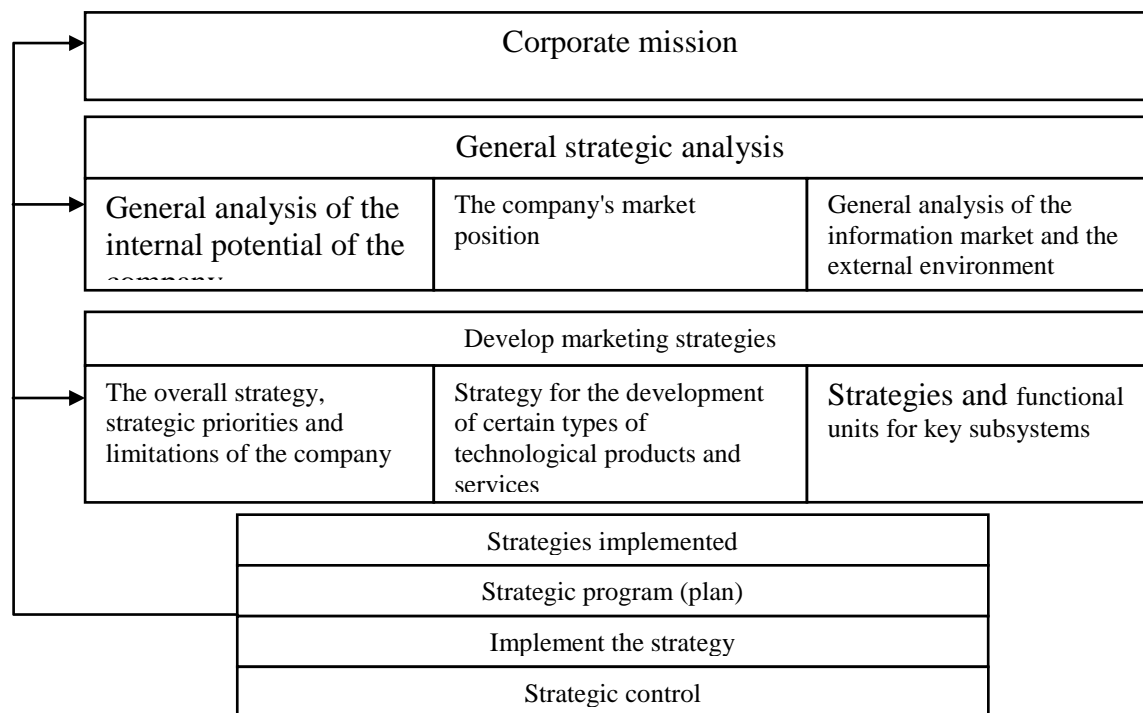 Corporate mission
General strategic analysis
General analysis of the
internal potential of the
company
The company's market
position
General analysis of the
information market and the
external environment
Develop marketing strategies
The overall strategy,
strategic priorities and
limitations of the company
Strategy for the development
of certain types of
technological products and
services
Strategies and functional
units for key subsystems
Strategies implemented
Strategic program (plan)
Implement the strategy
Strategic control